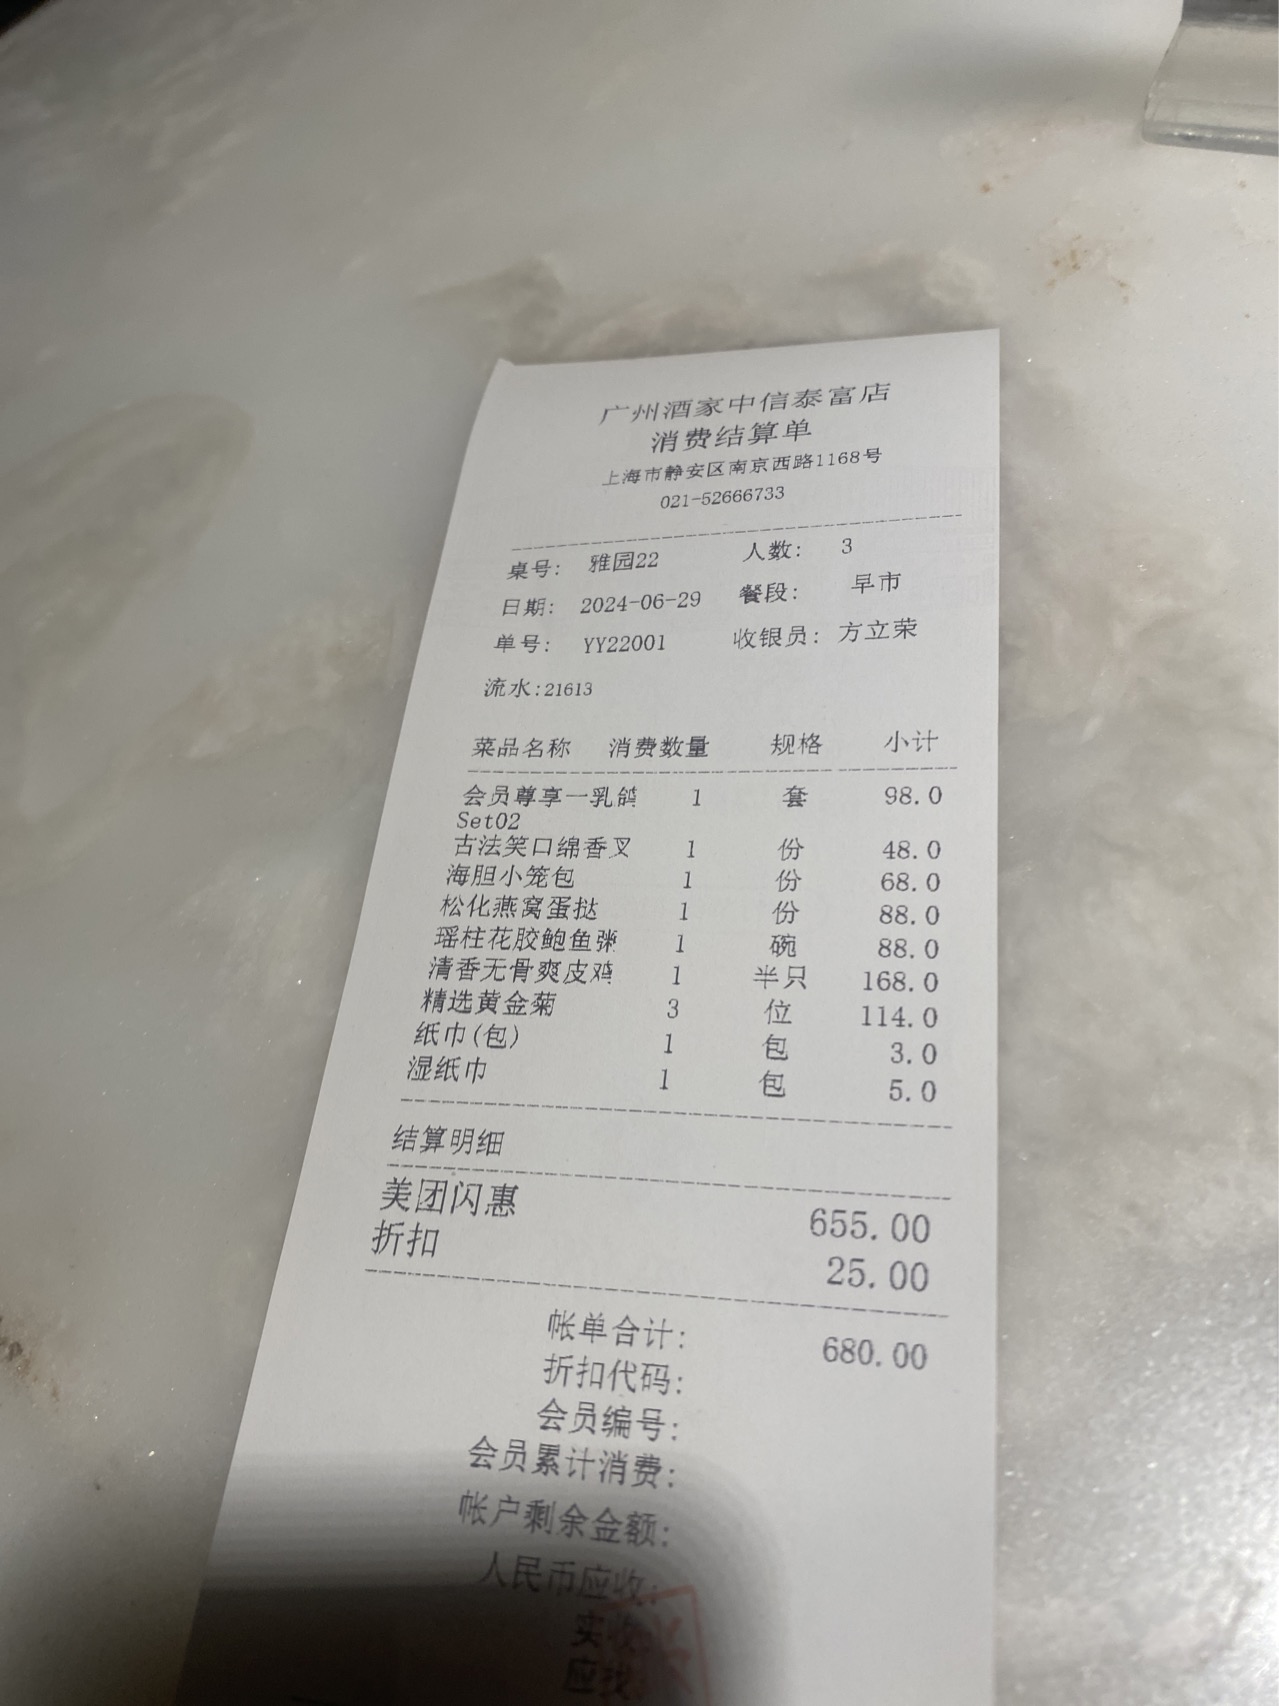 广州酒家中信泰富店
消费结算单
上海市静安区南京西路1168号
021-52666733
桌号: 雅园22 人数: 3
日期: 2024-06-29 餐段: 早市
单号: YY22001 收银员: 方立荣
流水:21613
菜品名称 消费数量 规格 小计
会员尊享一乳鸽 1 套 98.0
Set02
古法笑口绵香叉 1 份 48.0
海胆小笼包 1 份 68.0
松化燕窝蛋挞 1 份 88.0
瑶柱花胶鲍鱼粥 1 碗 88.0
清香无骨爽皮鸡 1 半只 168.0
精选黄金菊 3 位 114.0
纸巾(包) 1 包 3.0
湿纸巾 1 包 5.0
结算明细
美团闪惠 655.00
折扣 25.00
帐单合计: 680.00
折扣代码:
会员编号:
会员累计消费:
帐户剩余金额:
人民币应收:
实收
应找